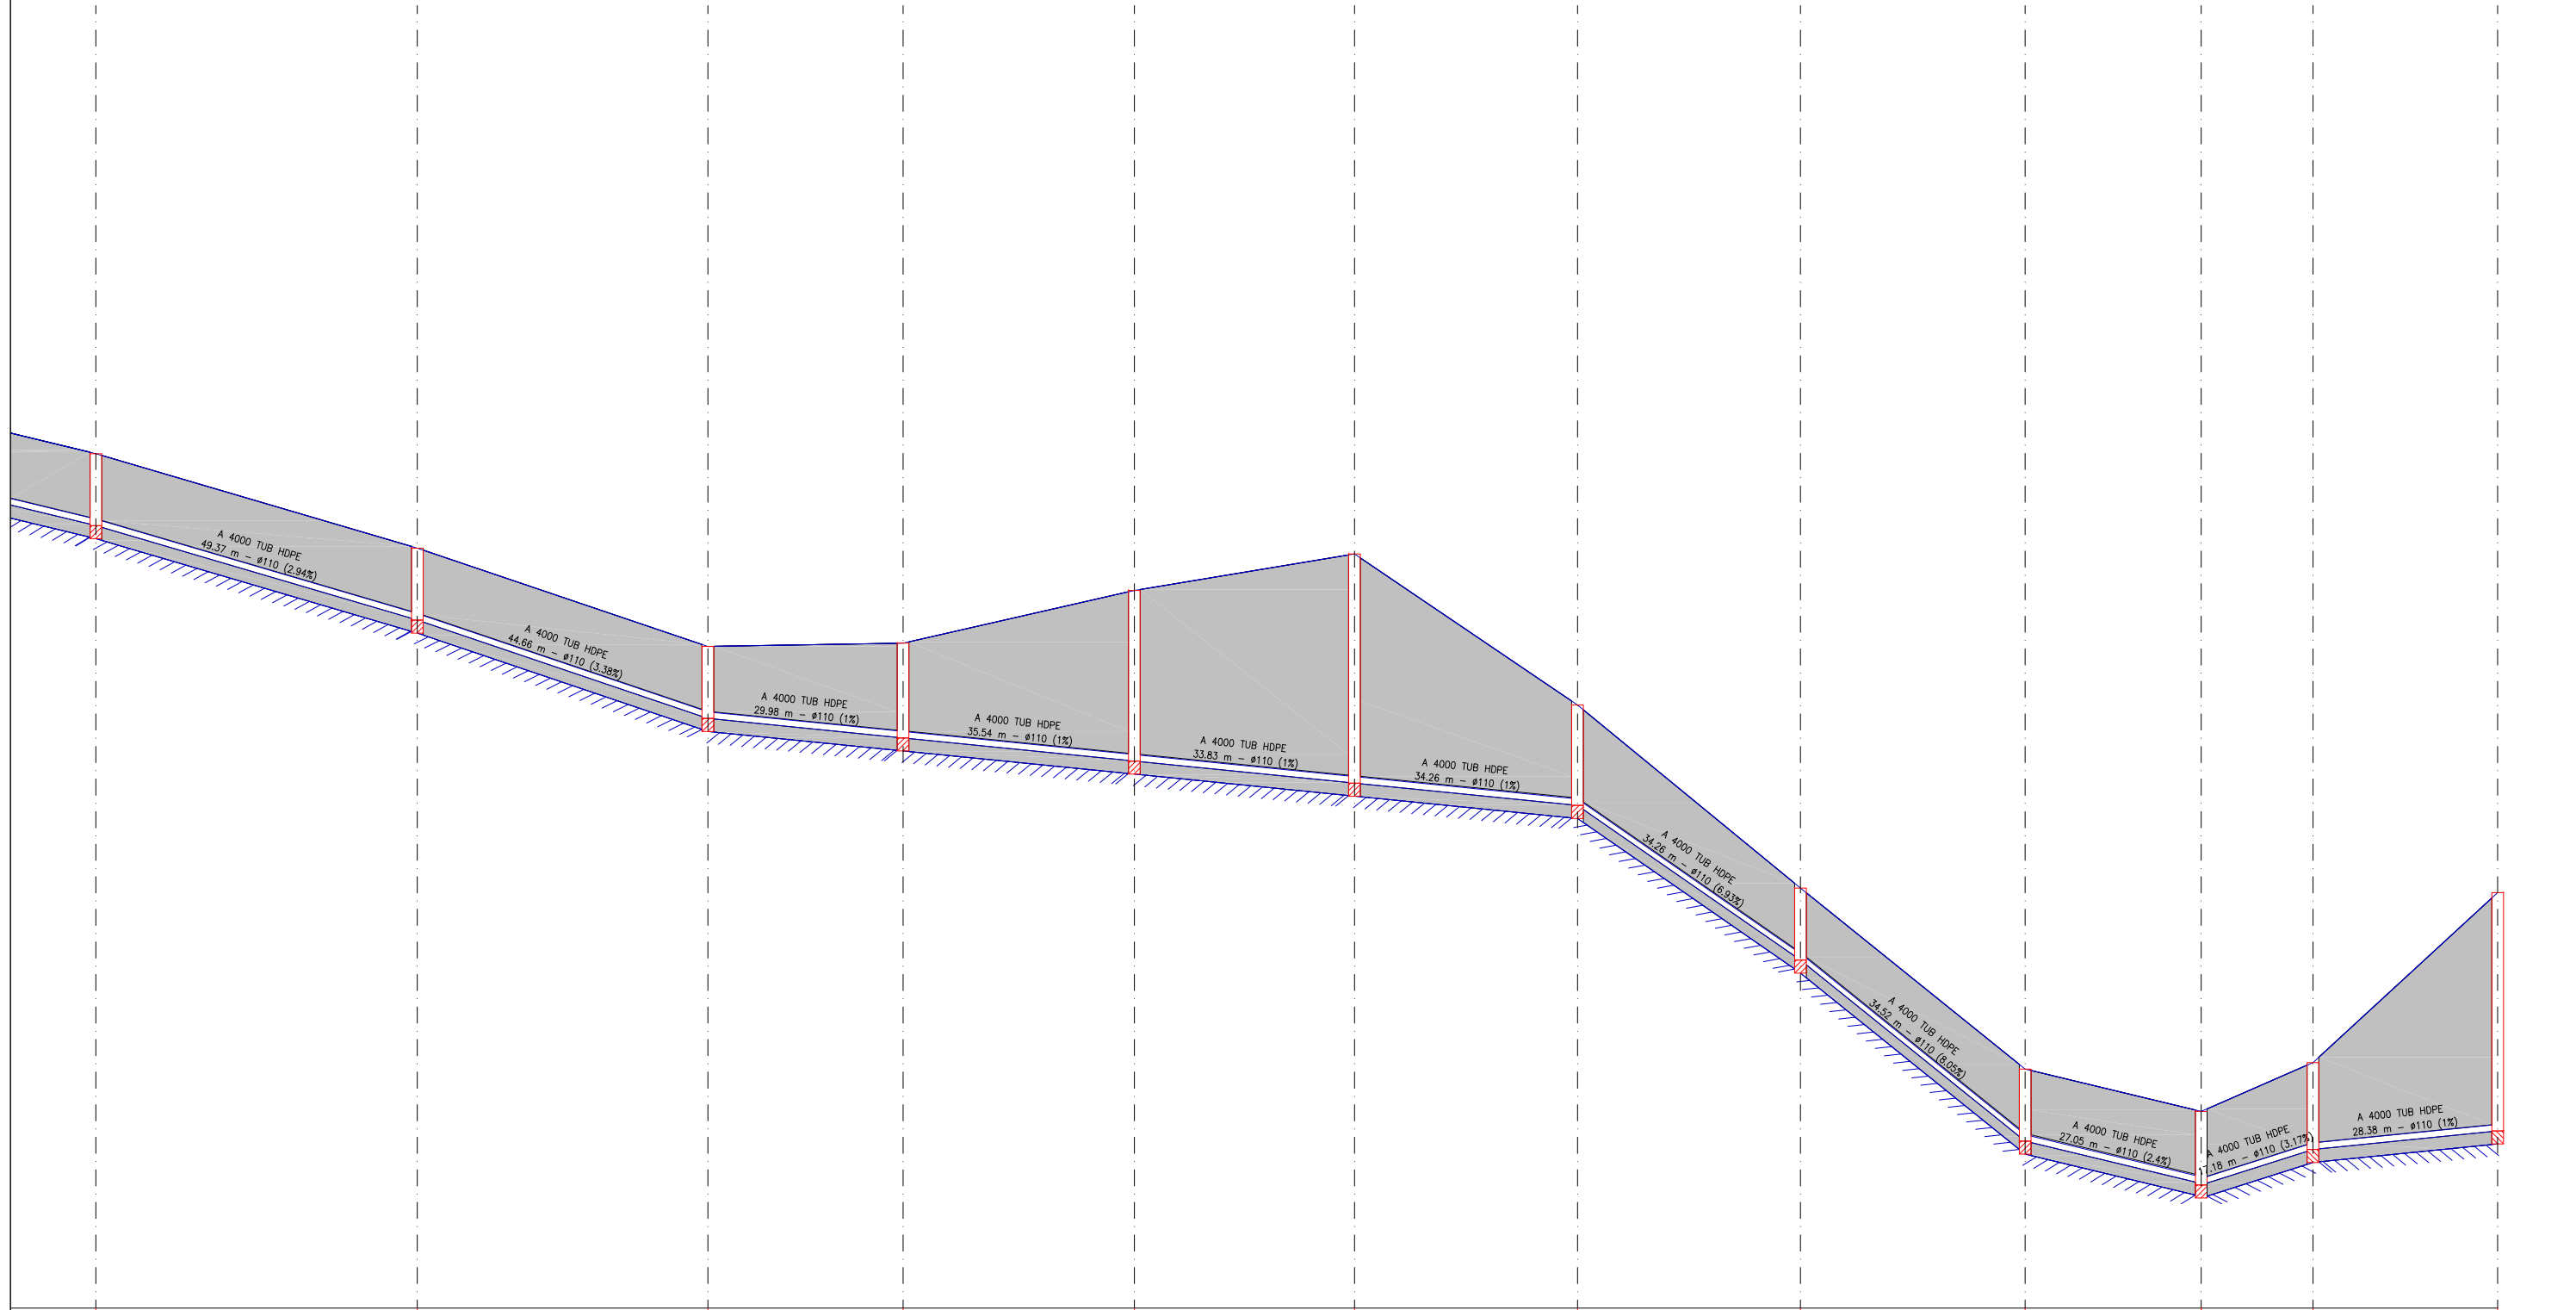 A 4000 TUB HDPE
49.37 m – ø110 (2.94%)
A 4000 TUB HDPE
44.66 m – ø110 (3.38%)
A 4000 TUB HDPE
29.98 m – ø110 (1%)
A 4000 TUB HDPE
35.54 m – ø110 (1%)
A 4000 TUB HDPE
33.83 m – ø110 (1%)
A 4000 TUB HDPE
34.26 m – ø110 (1%)
A 4000 TUB HDPE
34.26 m – ø110 (6.93%)
A 4000 TUB HDPE
34.52 m – ø110 (8.05%)
A 4000 TUB HDPE
27.05 m – ø110 (2.4%)
A 4000 TUB HDPE
17.18 m – ø110 (3.17%)
A 4000 TUB HDPE
28.38 m – ø110 (1%)